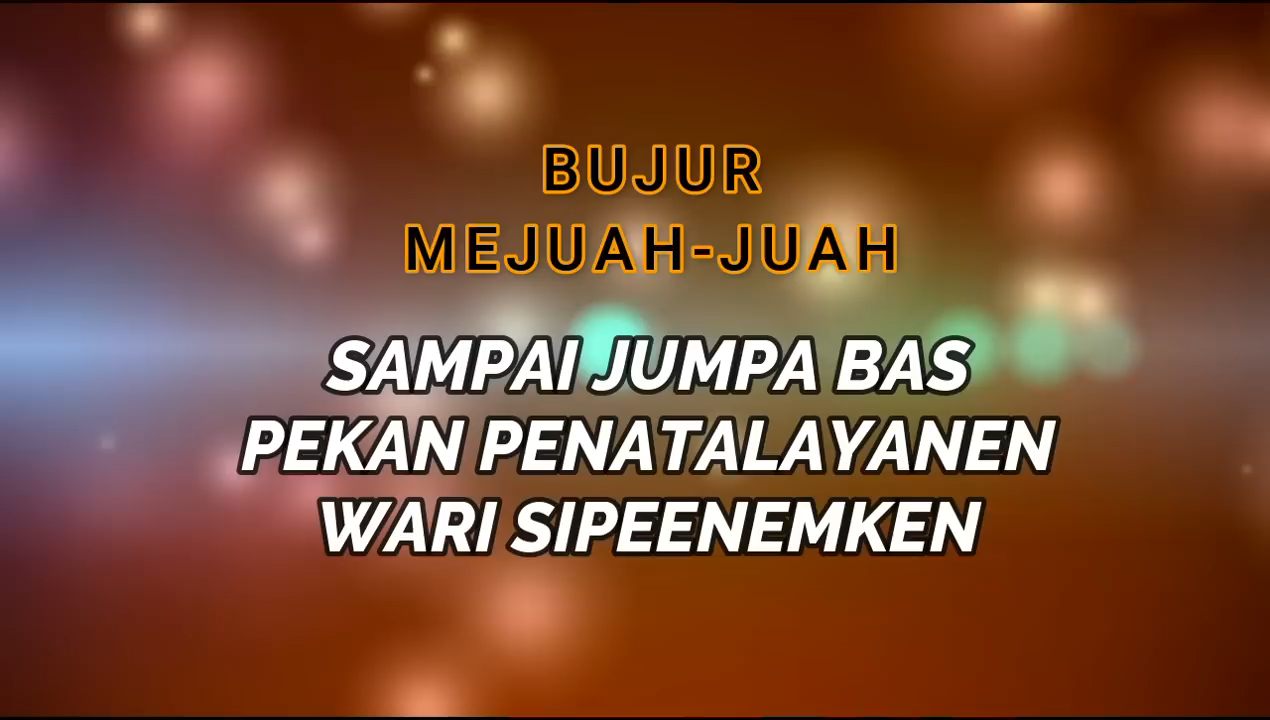 BUJUR
MEJUAH-JUAH
SAMPAI JUMPA BAS
PEKAN PENATALAYANEN
WARI SIPEENEMKEN